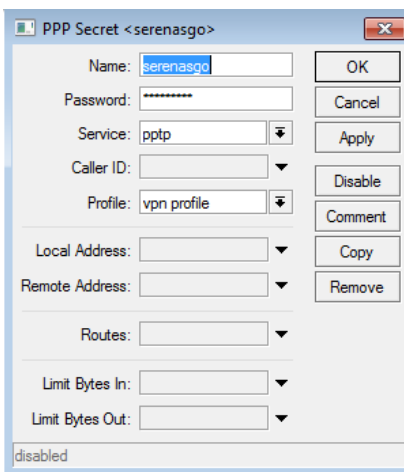 PPP Secret <serenasgo>
Name: serenasgo
OK
Password: *********
Cancel
Service: pptp
Apply
Caller ID:
Disable
Profile: vpn profile
Comment
Local Address:
Copy
Remote Address:
Remove
Routes:
Limit Bytes In:
Limit Bytes Out:
disabled